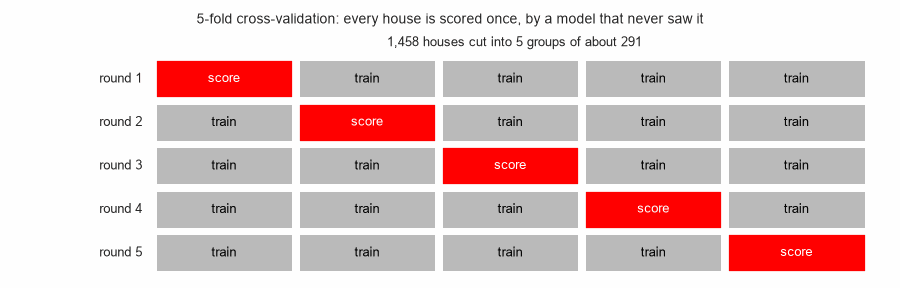 5-fold cross-validation: every house is scored once, by a model that never saw it
1,458 houses cut into 5 groups of about 291
round 1 score train train train train
round 2 train score train train train
round 3 train train score train train
round 4 train train train score train
round 5 train train train train score